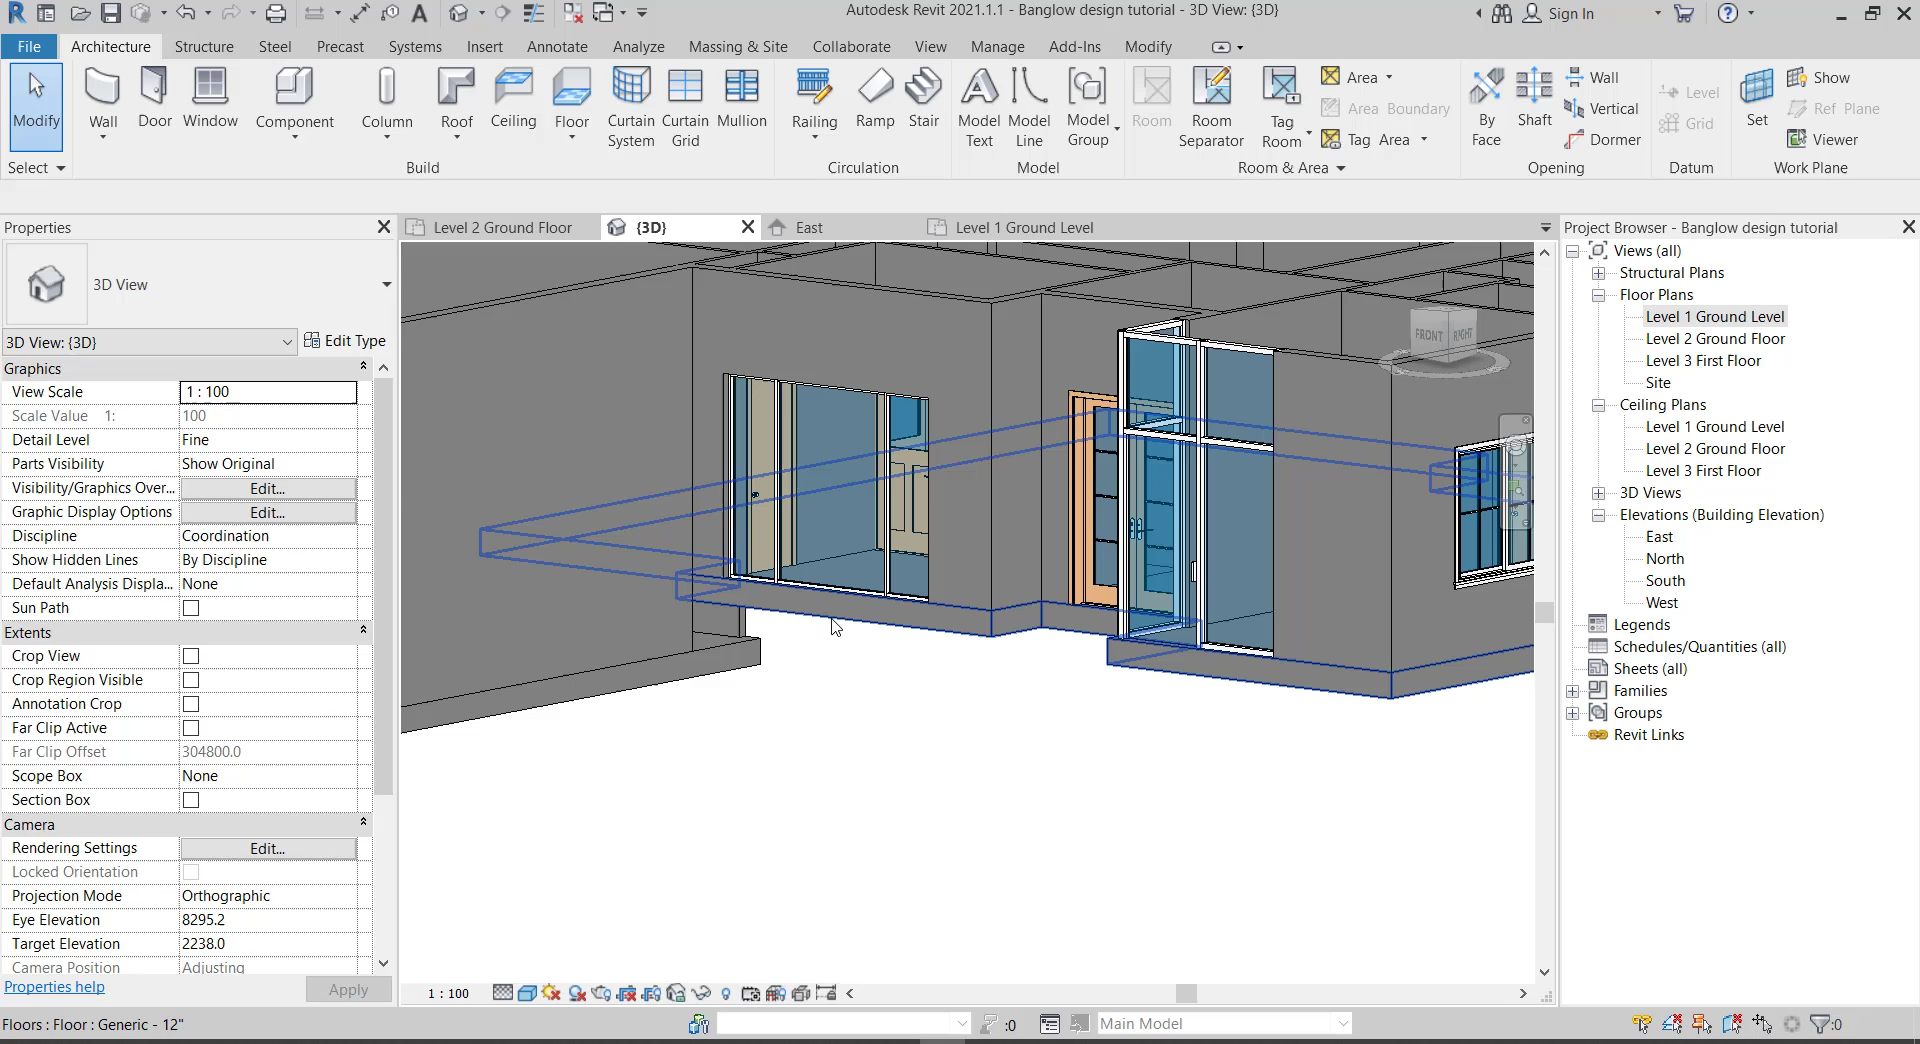 Autodesk Revit 2021.1.1 - Banglow design tutorial - 3D View: {3D}
Sign In
File
Architecture
Structure
Steel
Precast
Systems
Insert
Annotate
Analyze
Massing & Site
Collaborate
View
Manage
Add-Ins
Modify
Modify
Wall
Door
Window
Component
Column
Roof
Ceiling
Floor
Curtain System
Curtain Grid
Mullion
Railing
Ramp
Stair
Model Text
Model Line
Model Group
Room
Room Separator
Tag Room
Area
Area Boundary
Tag Area
By Face
Shaft
Wall
Vertical
Dormer
Level
Grid
Set
Show
Ref Plane
Viewer
Select
Build
Circulation
Model
Room & Area
Opening
Datum
Work Plane
Properties
3D View
3D View: {3D}
Edit Type
Graphics
View Scale
1 : 100
Scale Value 1:
100
Detail Level
Fine
Parts Visibility
Show Original
Visibility/Graphics Over...
Edit...
Graphic Display Options
Edit...
Discipline
Coordination
Show Hidden Lines
By Discipline
Default Analysis Displa...
None
Sun Path
Extents
Crop View
Crop Region Visible
Annotation Crop
Far Clip Active
Far Clip Offset
304800.0
Scope Box
None
Section Box
Camera
Rendering Settings
Edit...
Locked Orientation
Projection Mode
Orthographic
Eye Elevation
8295.2
Target Elevation
2238.0
Camera Position
Adjusting
Properties help
Apply
Level 2 Ground Floor
{3D}
East
Level 1 Ground Level
FRONT
RIGHT
1 : 100
Project Browser - Banglow design tutorial
Views (all)
Structural Plans
Floor Plans
Level 1 Ground Level
Level 2 Ground Floor
Level 3 First Floor
Site
Ceiling Plans
Level 1 Ground Level
Level 2 Ground Floor
Level 3 First Floor
3D Views
Elevations (Building Elevation)
East
North
South
West
Legends
Schedules/Quantities (all)
Sheets (all)
Families
Groups
Revit Links
Floors : Floor : Generic - 12"
:0
Main Model
:0